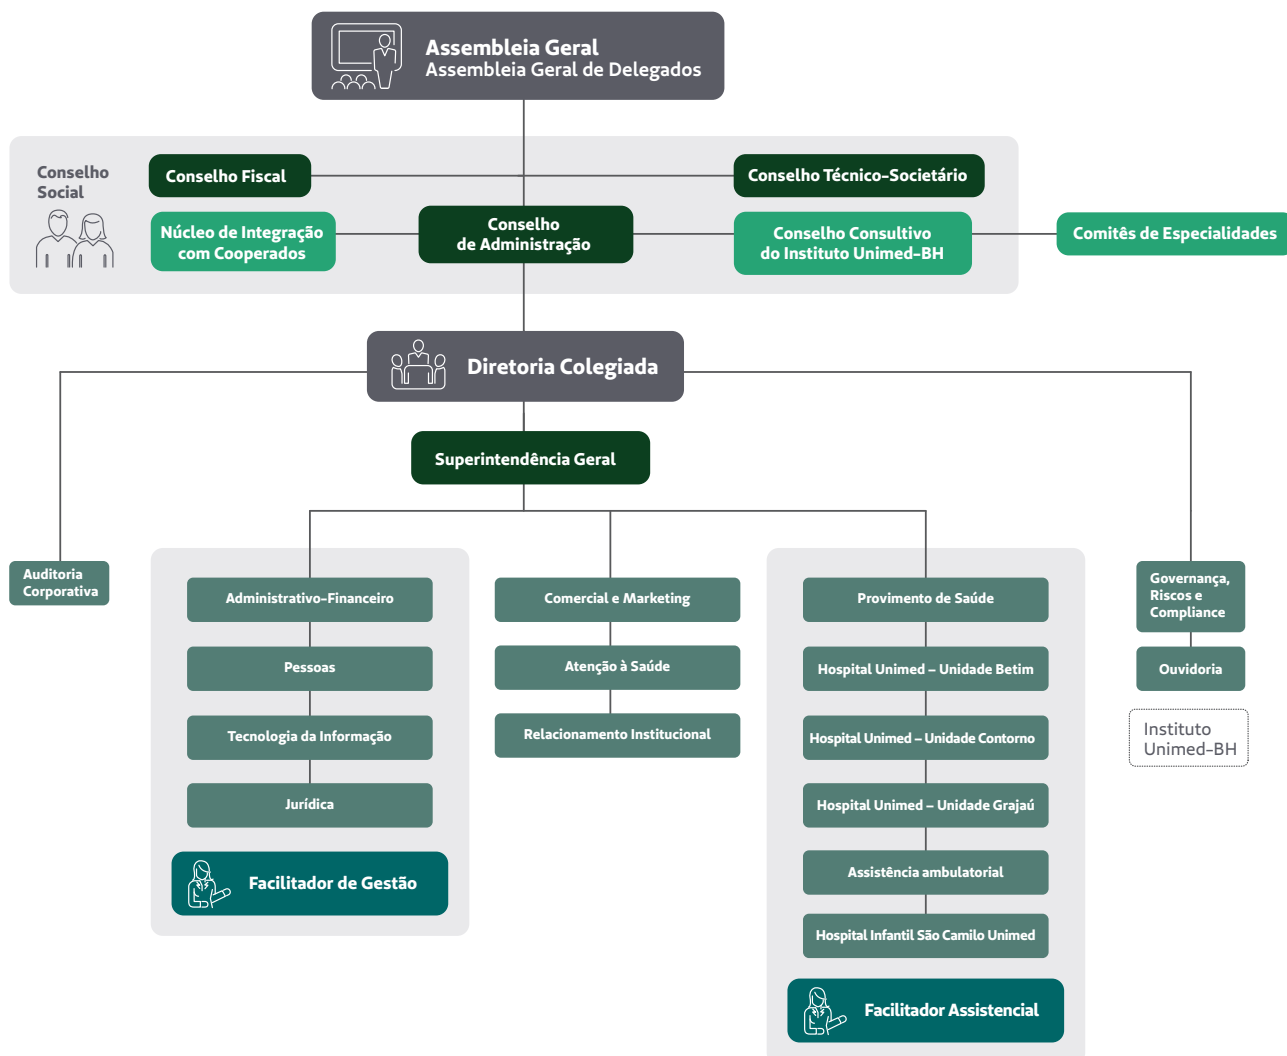 Assembleia Geral
Assembleia Geral de Delegados
Conselho
Social
Conselho Fiscal
Conselho Técnico-Societário
Núcleo de Integração
com Cooperados
Conselho
de Administração
Conselho Consultivo
do Instituto Unimed-BH
Comitês de Especialidades
Diretoria Colegiada
Superintendência Geral
Auditoria
Corporativa
Administrativo-Financeiro
Pessoas
Tecnologia da Informação
Jurídica
Facilitador de Gestão
Comercial e Marketing
Atenção à Saúde
Relacionamento Institucional
Provimento de Saúde
Hospital Unimed – Unidade Betim
Hospital Unimed – Unidade Contorno
Hospital Unimed – Unidade Grajaú
Assistência ambulatorial
Hospital Infantil São Camilo Unimed
Facilitador Assistencial
Governança,
Riscos e
Compliance
Ouvidoria
Instituto
Unimed-BH